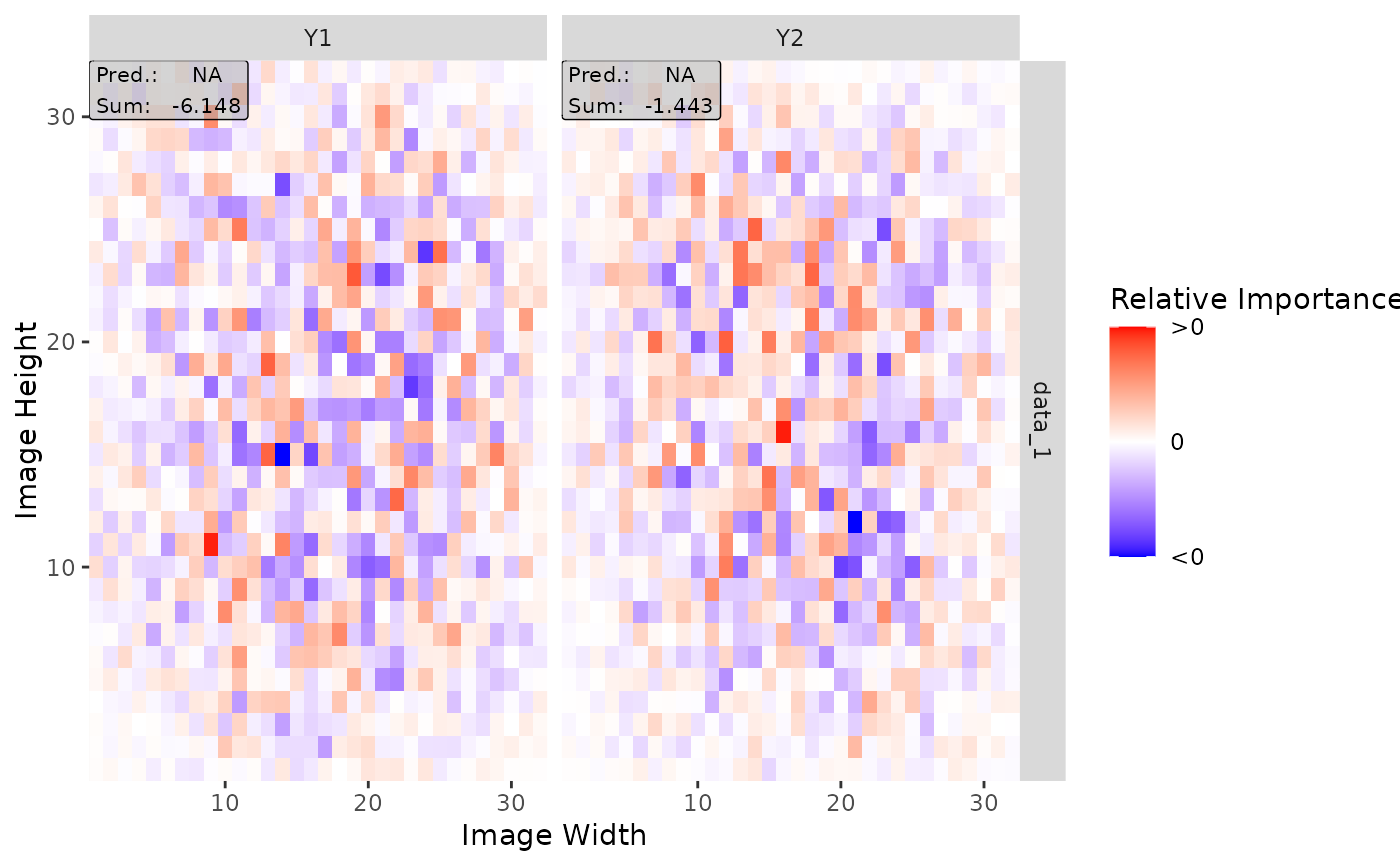 Y1
Y2
Pred.: NA
Sum: -6.148
Pred.: NA
Sum: -1.443
30
20
10
Image Height
data_1
10
20
30
10
20
30
Image Width
Relative Importance
>0
0
<0